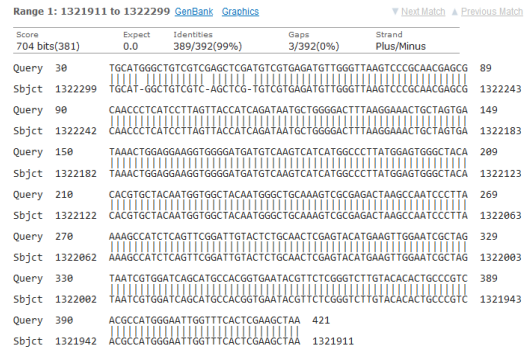 Range 1: 1321911 to 1322299 GenBank Graphics ▼ Next Match ▲ Previous Match
Score Expect Identities Gaps Strand
704 bits(381) 0.0 389/392(99%) 3/392(0%) Plus/Minus
Query 30 TGCATGGGCTGTCGTCGAGCTCGATGTCGTGAGATGTTGGGTTAAGTCCCGCAACGAGCG 89
Sbjct 1322299 TGCAT-GGCTGTCGTC-AGCTCG-TGTCGTGAGATGTTGGGTTAAGTCCCGCAACGAGCG 1322243
Query 90 CAACCCTCATCCTTAGTTACCATCAGATAATGCTGGGGACTTTAAGGAAACTGCTAGTGA 149
Sbjct 1322242 CAACCCTCATCCTTAGTTACCATCAGATAATGCTGGGGACTTTAAGGAAACTGCTAGTGA 1322183
Query 150 TAAACTGGAGGAAGGTGGGGATGATGTCAAGTCATCATGGCCCTTATGGAGTGGGCTACA 209
Sbjct 1322182 TAAACTGGAGGAAGGTGGGGATGATGTCAAGTCATCATGGCCCTTATGGAGTGGGCTACA 1322123
Query 210 CACGTGCTACAATGGTGGCTACAATGGGCTGCAAAGTCGCGAGACTAAGCCAATCCCTTA 269
Sbjct 1322122 CACGTGCTACAATGGTGGCTACAATGGGCTGCAAAGTCGCGAGACTAAGCCAATCCCTTA 1322063
Query 270 AAAGCCATCTCAGTTCGGATTGTACTCTGCAACTCGAGTACATGAAGTTGGAATCGCTAG 329
Sbjct 1322062 AAAGCCATCTCAGTTCGGATTGTACTCTGCAACTCGAGTACATGAAGTTGGAATCGCTAG 1322003
Query 330 TAATCGTGGATCAGCATGCCACGGTGAATACGTTCTCGGGTCTTGTACACACTGCCCGTC 389
Sbjct 1322002 TAATCGTGGATCAGCATGCCACGGTGAATACGTTCTCGGGTCTTGTACACACTGCCCGTC 1321943
Query 390 ACGCCATGGGAATTGGTTTCACTCGAAGCTAA 421
Sbjct 1321942 ACGCCATGGGAATTGGTTTCACTCGAAGCTAA 1321911